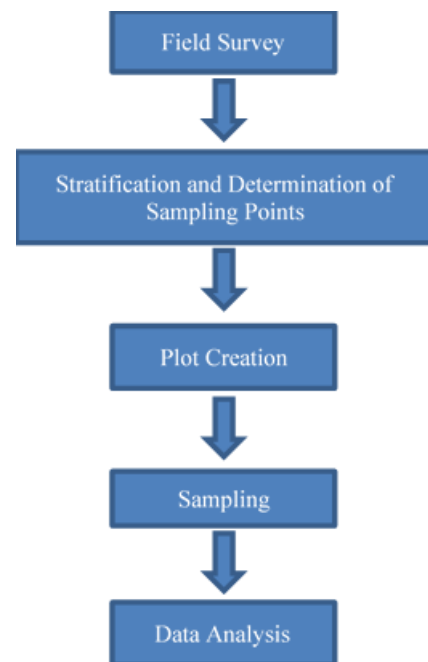 Field Survey
Stratification and Determination of
Sampling Points
Plot Creation
Sampling
Data Analysis